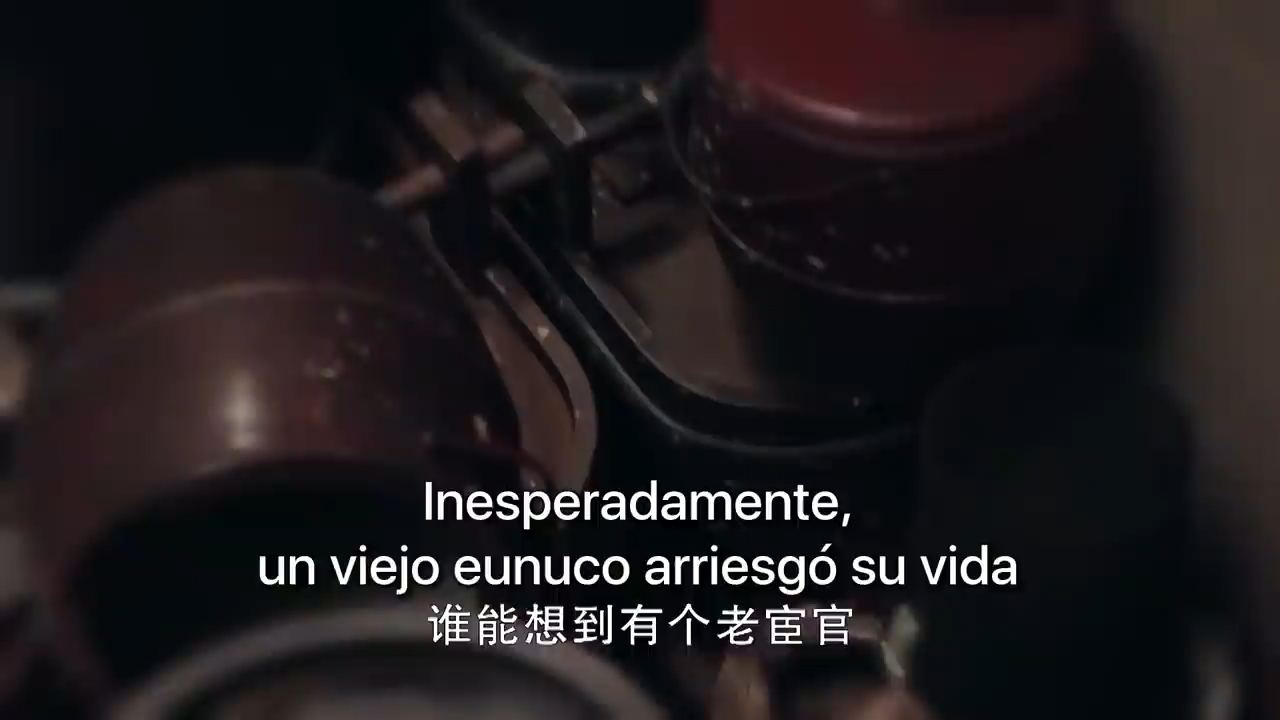 Inesperadamente,
un viejo eunuco arriesgó su vida
谁能想到有个老宦官